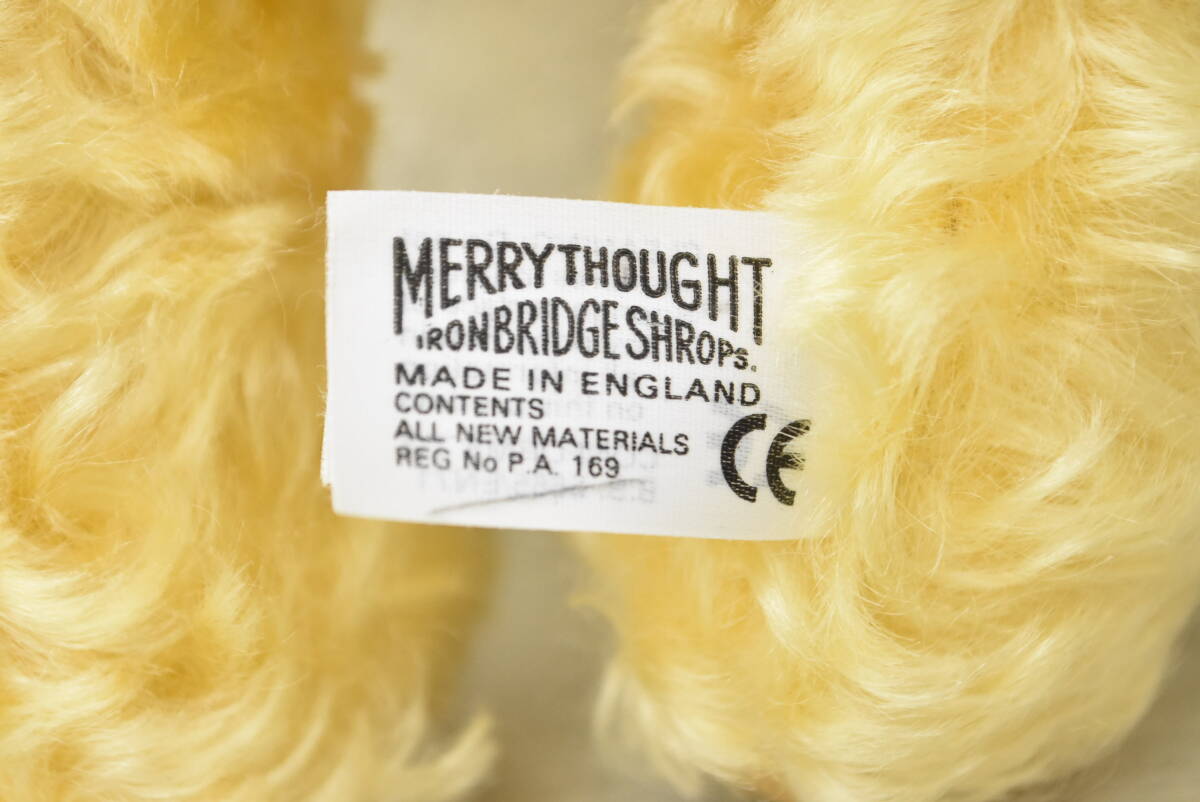 MERRYTHOUGHT
IRONBRIDGE SHROPS.
MADE IN ENGLAND
CONTENTS
ALL NEW MATERIALS
REG No P.A. 169
CE